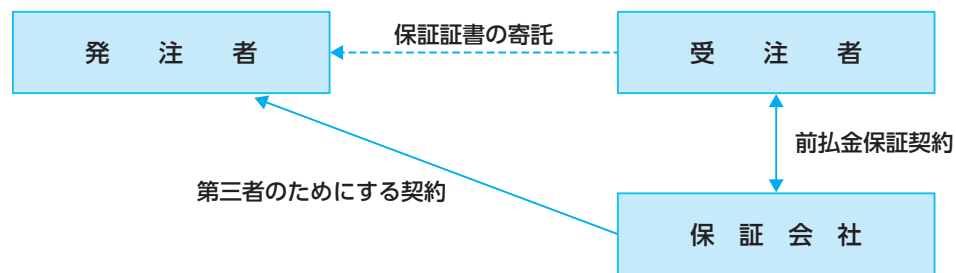 発注者
保証証書の寄託
受注者
前払金保証契約
第三者のためにする契約
保証会社